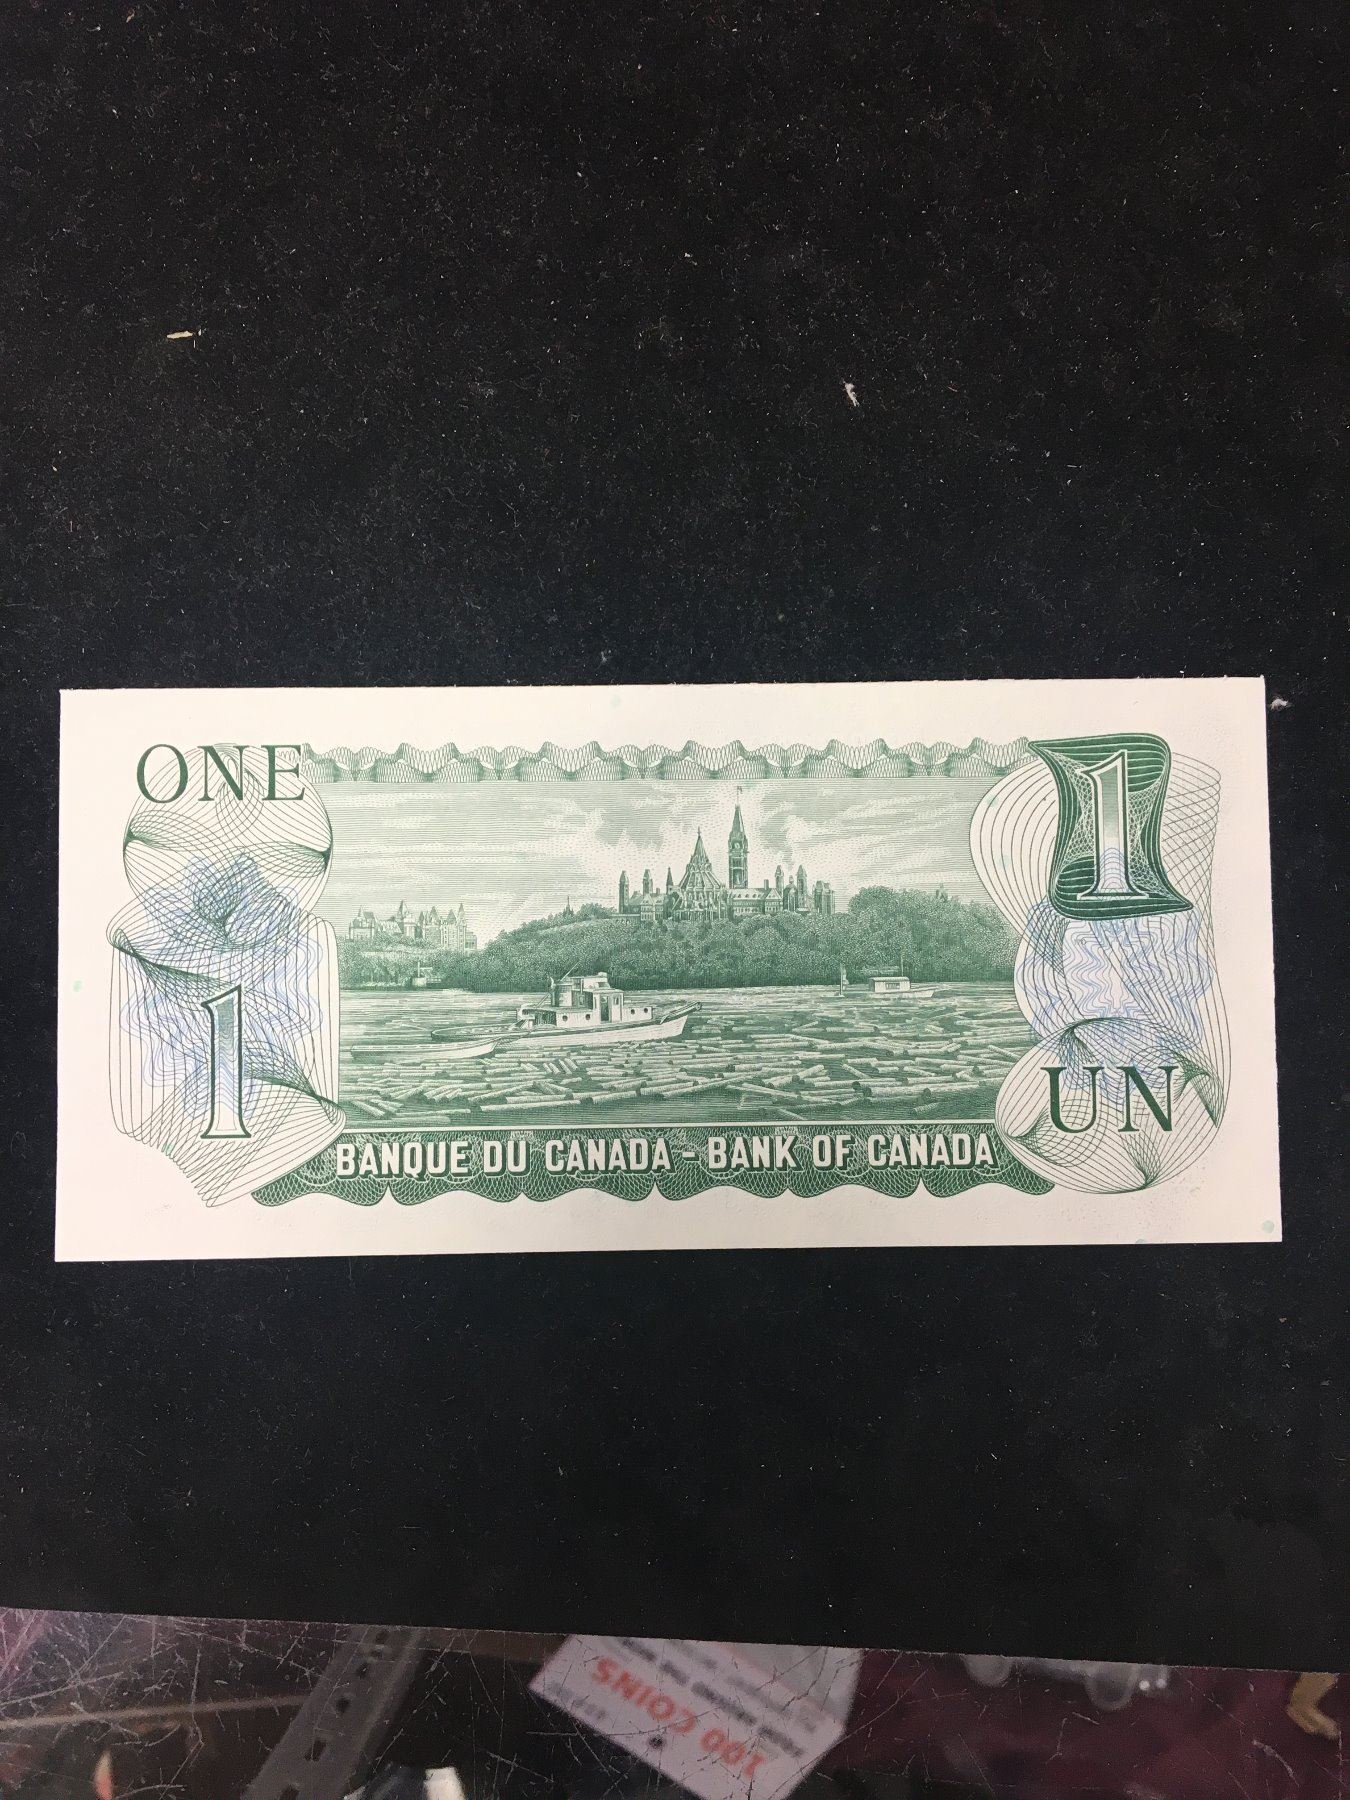 ONE
1
1
UN
BANQUE DU CANADA - BANK OF CANADA
100 COINS